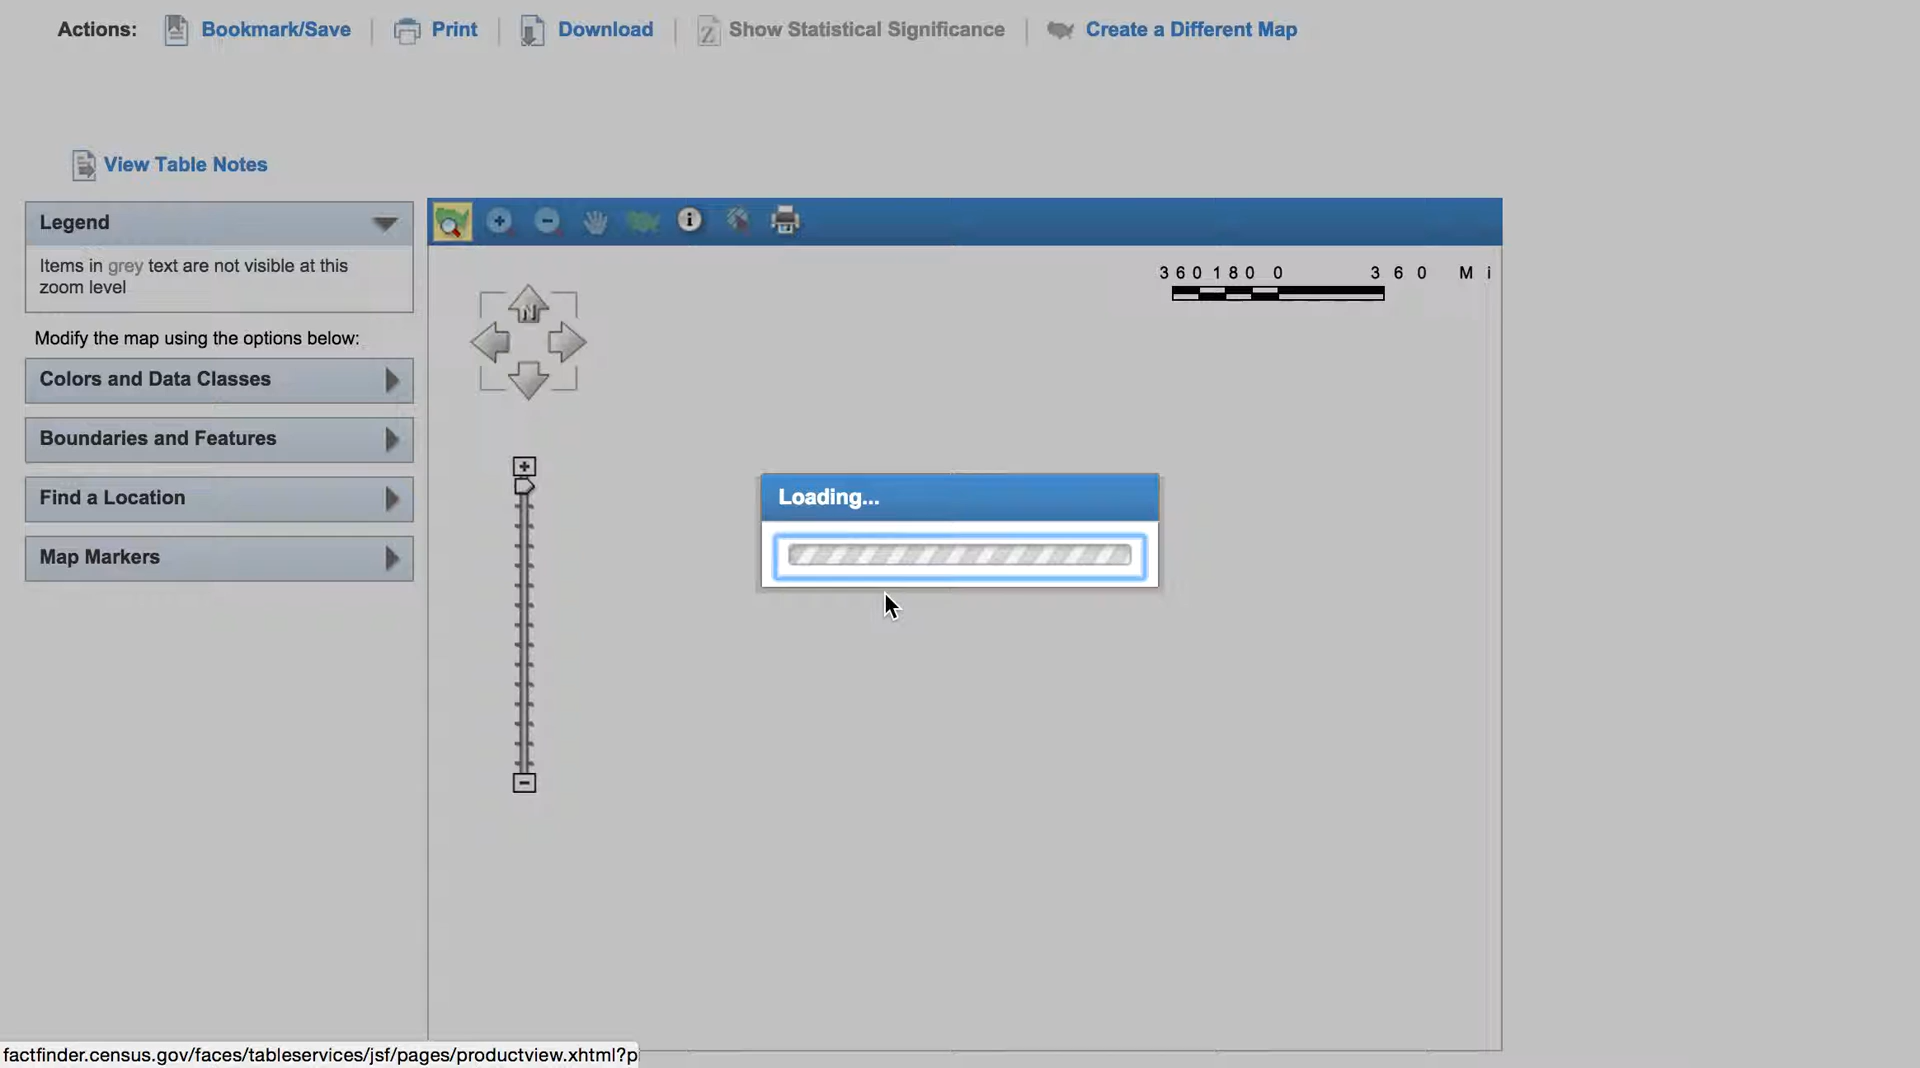 Actions: Bookmark/Save | Print | Download | Show Statistical Significance | Create a Different Map
View Table Notes
Legend
Items in grey text are not visible at this
zoom level
Modify the map using the options below:
Colors and Data Classes
Boundaries and Features
Find a Location
Map Markers
360 180 0 360 Mi
N
Loading...
factfinder.census.gov/faces/tableservices/jsf/pages/productview.xhtml?p